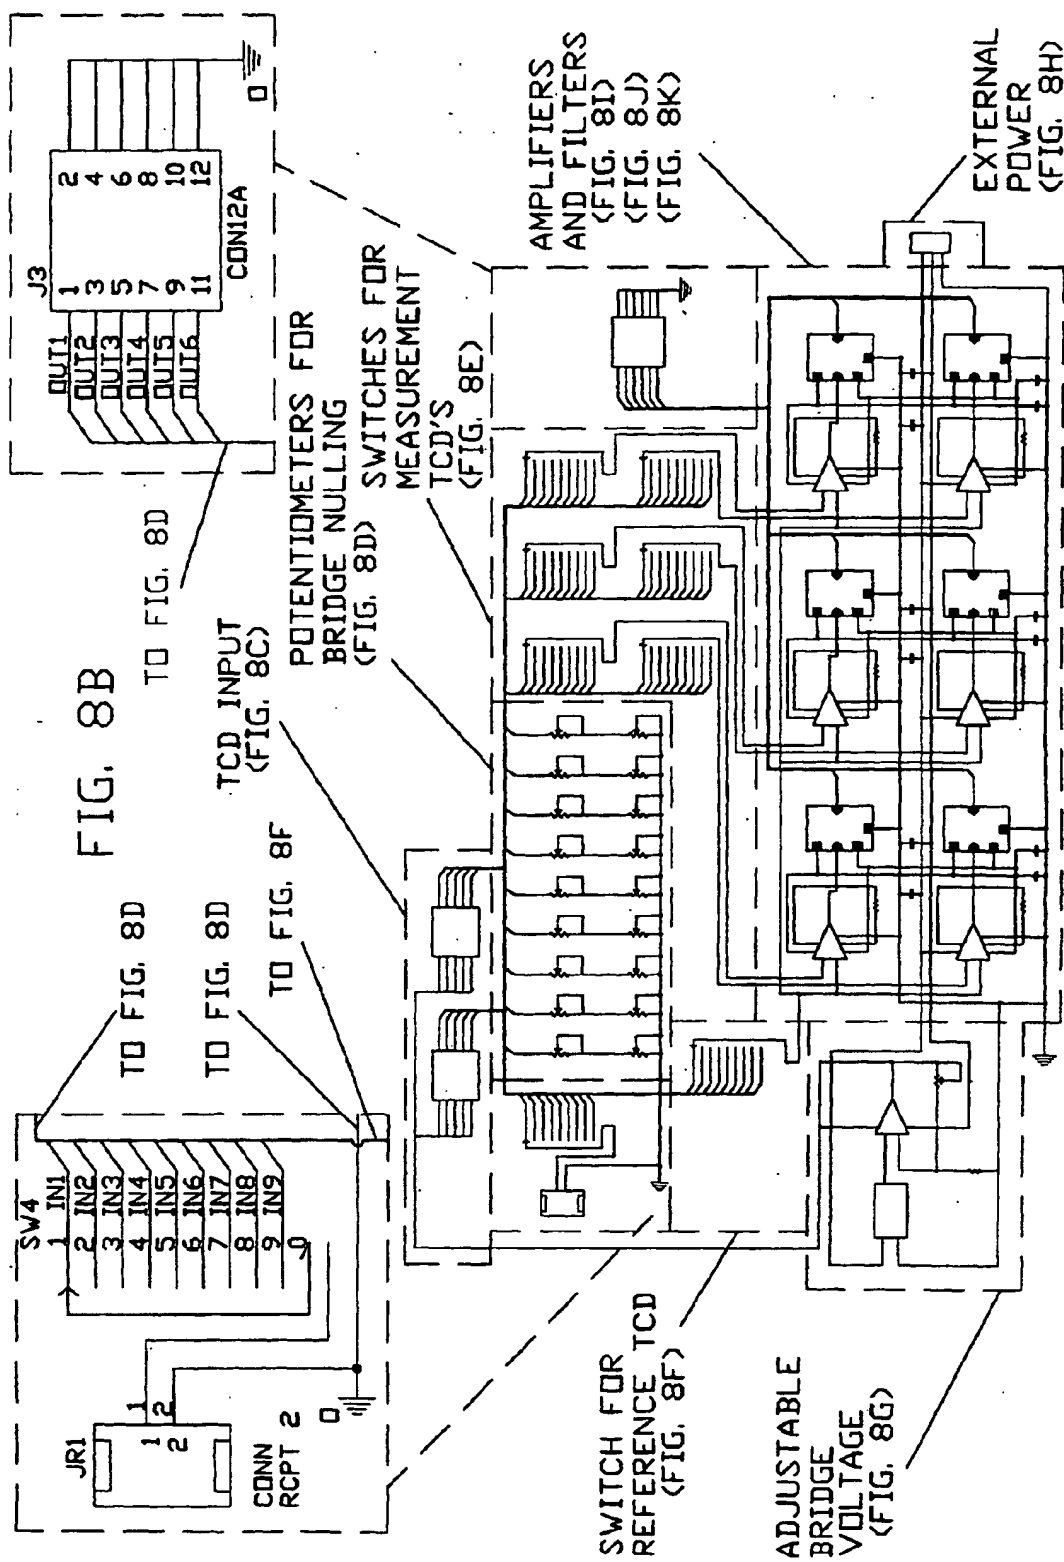 FIG. 8B
SW4
1 IN1
2 IN2
3 IN3
4 IN4
5 IN5
6 IN6
7 IN7
8 IN8
9 IN9
0
JR1
1 1
2 2
CONN
RCPT 2
0
TO FIG. 8D
TO FIG. 8D
TO FIG. 8F
J3
OUT1 1 2
OUT2 3 4
OUT3 5 6
OUT4 7 8
OUT5 9 10
OUT6 11 12
CON12A
0
TO FIG. 8D
TCD INPUT
(FIG. 8C)
POTENTIOMETERS FOR
BRIDGE NULLING
(FIG. 8D)
SWITCHES FOR
MEASUREMENT
TCD'S
(FIG. 8E)
AMPLIFIERS
AND FILTERS
(FIG. 8I)
(FIG. 8J)
(FIG. 8K)
SWITCH FOR
REFERENCE TCD
(FIG. 8F)
ADJUSTABLE
BRIDGE
VOLTAGE
(FIG. 8G)
EXTERNAL
POWER
(FIG. 8H)